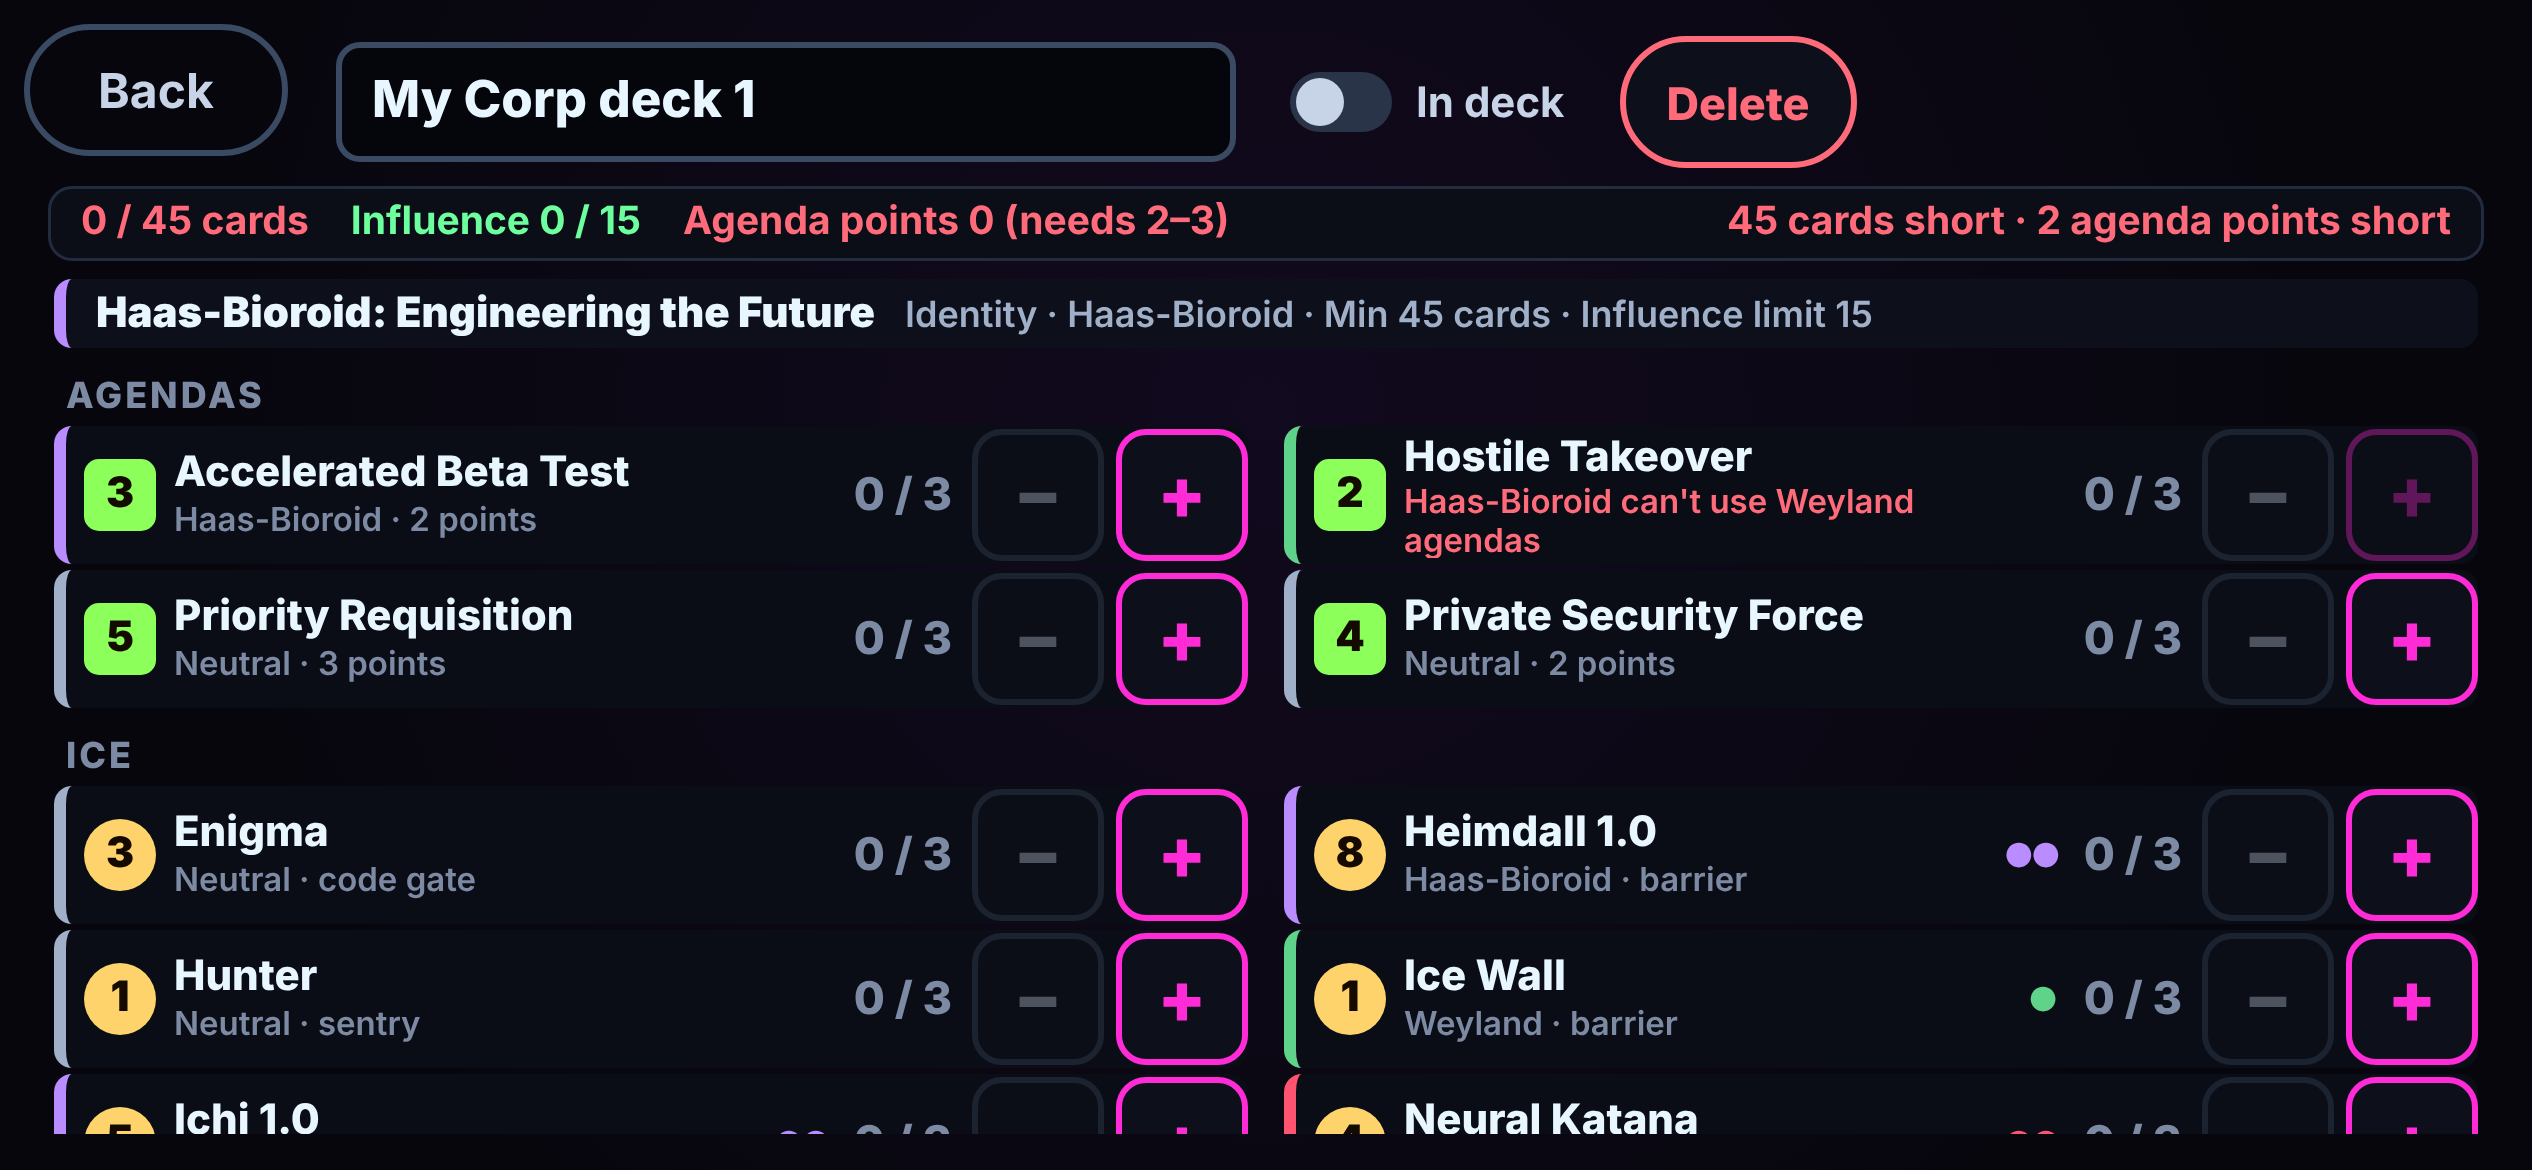 Back
My Corp deck 1
In deck
Delete
0 / 45 cards
Influence 0 / 15
Agenda points 0 (needs 2–3)
45 cards short · 2 agenda points short
Haas-Bioroid: Engineering the Future
Identity · Haas-Bioroid · Min 45 cards · Influence limit 15
AGENDAS
3
Accelerated Beta Test
Haas-Bioroid · 2 points
0 / 3
−
+
2
Hostile Takeover
Haas-Bioroid can't use Weyland
agendas
0 / 3
−
+
5
Priority Requisition
Neutral · 3 points
0 / 3
−
+
4
Private Security Force
Neutral · 2 points
0 / 3
−
+
ICE
3
Enigma
Neutral · code gate
0 / 3
−
+
8
Heimdall 1.0
Haas-Bioroid · barrier
0 / 3
−
+
1
Hunter
Neutral · sentry
0 / 3
−
+
1
Ice Wall
Weyland · barrier
0 / 3
−
+
Ichi 1.0
Neural Katana